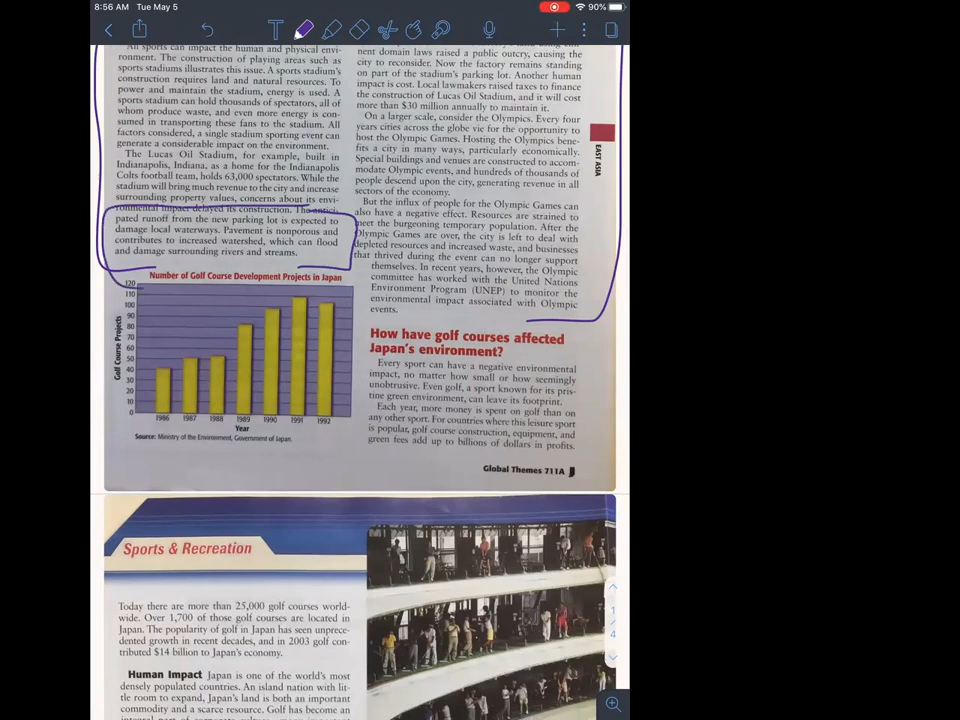 8:56 AM Tue May 5
90%
All sports can impact the human and physical envi-
ronment. The construction of playing areas such as
sports stadiums illustrates this issue. A sports stadium's
construction requires land and natural resources. To
power and maintain the stadium, energy is used. A
sports stadium can hold thousands of spectators, all of
whom produce waste, and even more energy is con-
sumed in transporting these fans to the stadium. All
factors considered, a single stadium sporting event can
generate a considerable impact on the environment.
The Lucas Oil Stadium, for example, built in
Indianapolis, Indiana, as a home for the Indianapolis
Colts football team, holds 63,000 spectators. While the
stadium will bring much revenue to the city and increase
surrounding property values, concerns about its envi-
ronmental impact delayed its construction. The antici-
pated runoff from the new parking lot is expected to
damage local waterways. Pavement is nonporous and
contributes to increased watershed, which can flood
and damage surrounding rivers and streams.
Number of Golf Course Development Projects in Japan
Golf Course Projects
120
110
100
90
80
70
60
50
40
30
20
10
0
1986 1987 1988 1989 1990 1991 1992
Year
Source: Ministry of the Environment, Government of Japan.
nent domain laws raised a public outcry, causing the
city to reconsider. Now the factory remains standing
on part of the stadium's parking lot. Another human
impact is cost. Local lawmakers raised taxes to finance
the construction of Lucas Oil Stadium, and it will cost
more than $30 million annually to maintain it.
On a larger scale, consider the Olympics. Every four
years cities across the globe vie for the opportunity to
host the Olympic Games. Hosting the Olympics bene-
fits a city in many ways, particularly economically.
Special buildings and venues are constructed to accom-
modate Olympic events, and hundreds of thousands of
people descend upon the city, generating revenue in all
sectors of the economy.
But the influx of people for the Olympic Games can
also have a negative effect. Resources are strained to
meet the burgeoning temporary population. After the
Olympic Games are over, the city is left to deal with
depleted resources and increased waste, and businesses
that thrived during the event can no longer support
themselves. In recent years, however, the Olympic
committee has worked with the United Nations
Environment Program (UNEP) to monitor the
environmental impact associated with Olympic
events.
How have golf courses affected
Japan's environment?
Every sport can have a negative environmental
impact, no matter how small or how seemingly
unobtrusive. Even golf, a sport known for its pris-
tine green environment, can leave its footprint.
Each year, more money is spent on golf than on
any other sport. For countries where this leisure sport
is popular, golf course construction, equipment, and
green fees add up to billions of dollars in profits.
EAST ASIA
Global Themes 711A
Sports & Recreation
Today there are more than 25,000 golf courses world-
wide. Over 1,700 of those golf courses are located in
Japan. The popularity of golf in Japan has seen unprece-
dented growth in recent decades, and in 2003 golf con-
tributed $14 billion to Japan's economy.
Human Impact Japan is one of the world's most
densely populated countries. An island nation with lit-
tle room to expand, Japan's land is both an important
commodity and a scarce resource. Golf has become an
1
/
4